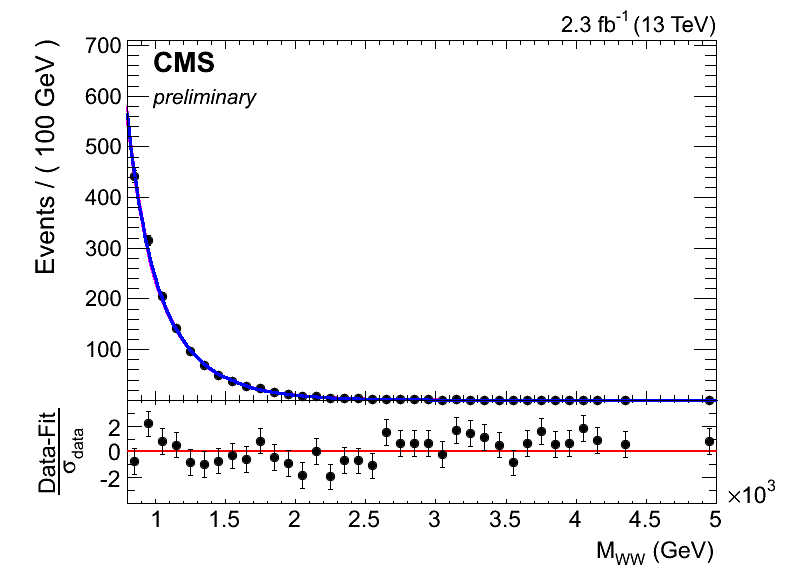 2.3 fb-1 (13 TeV)
CMS
preliminary
Events / ( 100 GeV )
700
600
500
400
300
200
100
Data-Fit
σdata
2
0
-2
1 1.5 2 2.5 3 3.5 4 4.5 5
×103
MWW (GeV)